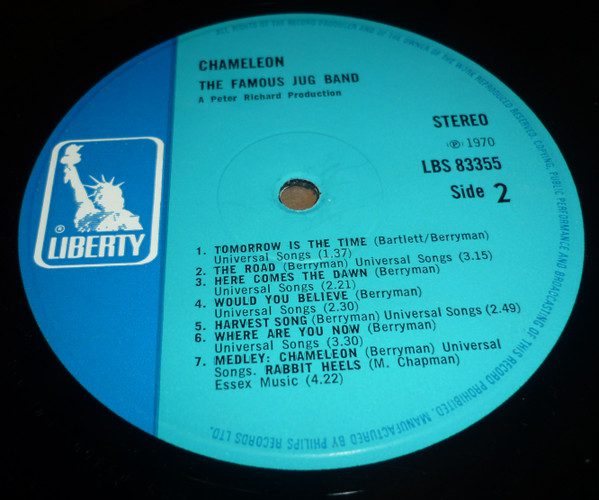 ALL RIGHTS OF THE RECORD PRODUCER AND OF THE OWNER OF THE WORK REPRODUCED RESERVED. COPYING, PUBLIC PERFORMANCE AND BROADCASTING OF THIS RECORD PROHIBITED. MANUFACTURED BY PHILIPS RECORDS LTD.
CHAMELEON
THE FAMOUS JUG BAND
A Peter Richard Production
STEREO
Ⓟ 1970
LBS 83355
Side 2
® LIBERTY
1. TOMORROW IS THE TIME (Bartlett/Berryman)
Universal Songs (1.37)
2. THE ROAD (Berryman) Universal Songs (3.15)
3. HERE COMES THE DAWN (Berryman)
Universal Songs (2.21)
4. WOULD YOU BELIEVE (Berryman)
Universal Songs (2.30)
5. HARVEST SONG (Berryman) Universal Songs (2.49)
6. WHERE ARE YOU NOW (Berryman)
Universal Songs (3.30)
7. MEDLEY: CHAMELEON (Berryman) Universal
Songs. RABBIT HEELS (M. Chapman)
Essex Music (4.22)